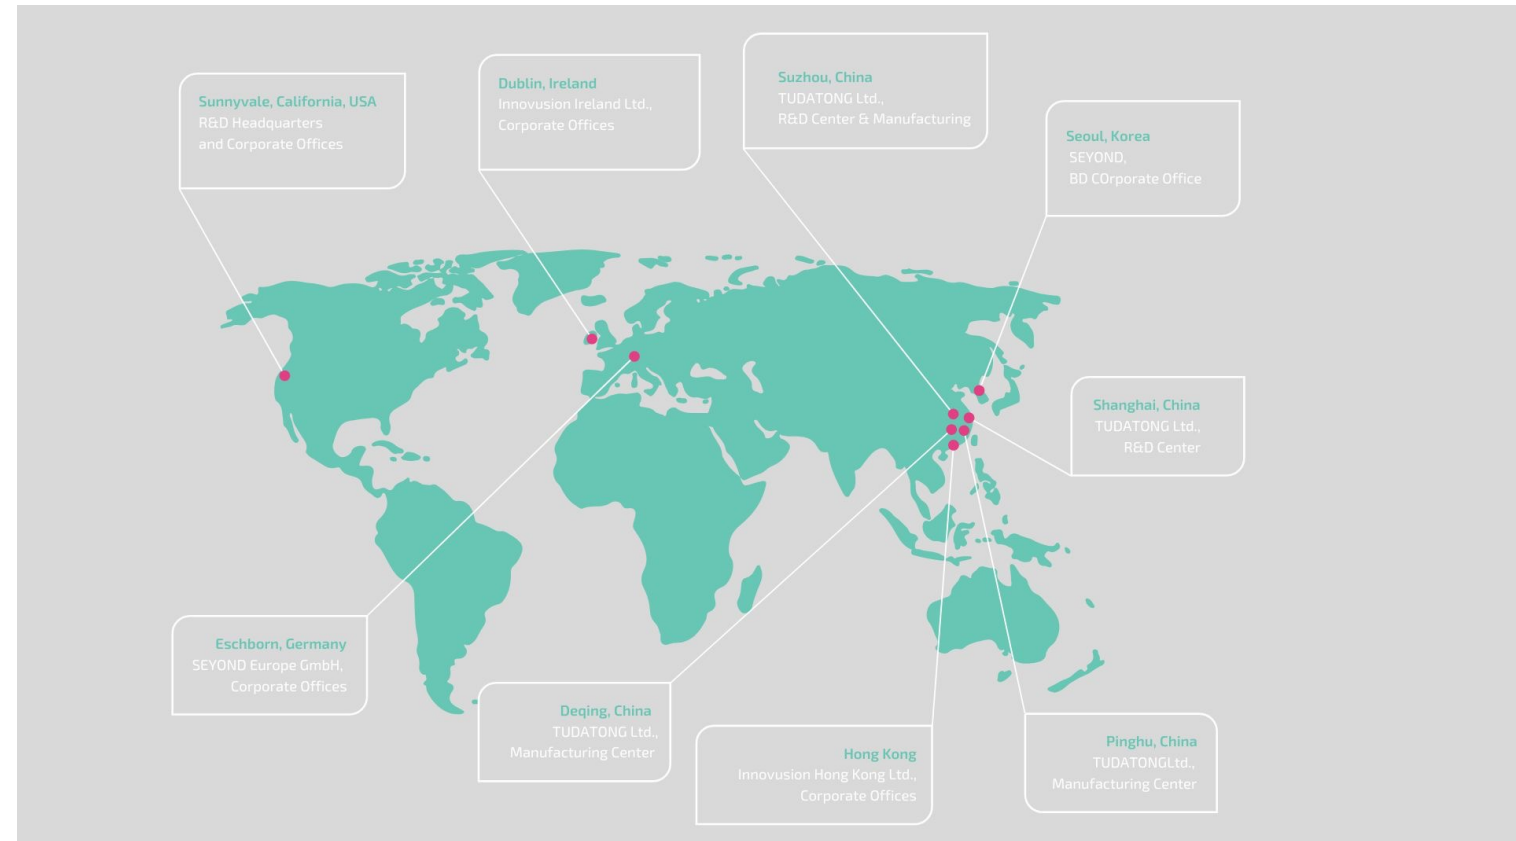 Sunnyvale, California, USA
R&D Headquarters
and Corporate Offices
Dublin, Ireland
Innovusion Ireland Ltd.,
Corporate Offices
Suzhou, China
TUDATONG Ltd.,
R&D Center & Manufacturing
Seoul, Korea
SEYOND,
BD COrporate Office
Shanghai, China
TUDATONG Ltd.,
R&D Center
Eschborn, Germany
SEYOND Europe GmbH,
Corporate Offices
Deqing, China
TUDATONG Ltd.,
Manufacturing Center
Hong Kong
Innovusion Hong Kong Ltd.,
Corporate Offices
Pinghu, China
TUDATONGLtd.,
Manufacturing Center